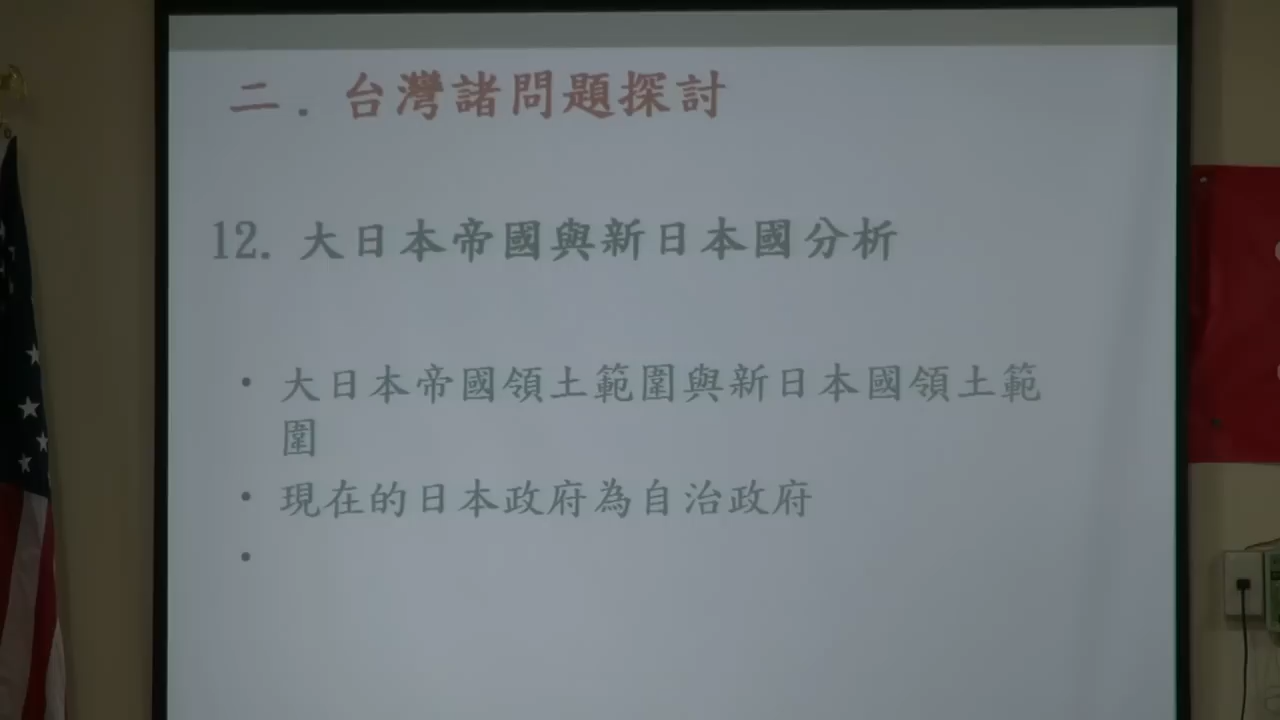 二. 台灣諸問題探討
12. 大日本帝國與新日本國分析
• 大日本帝國領土範圍與新日本國領土範
圍
• 現在的日本政府為自治政府
•